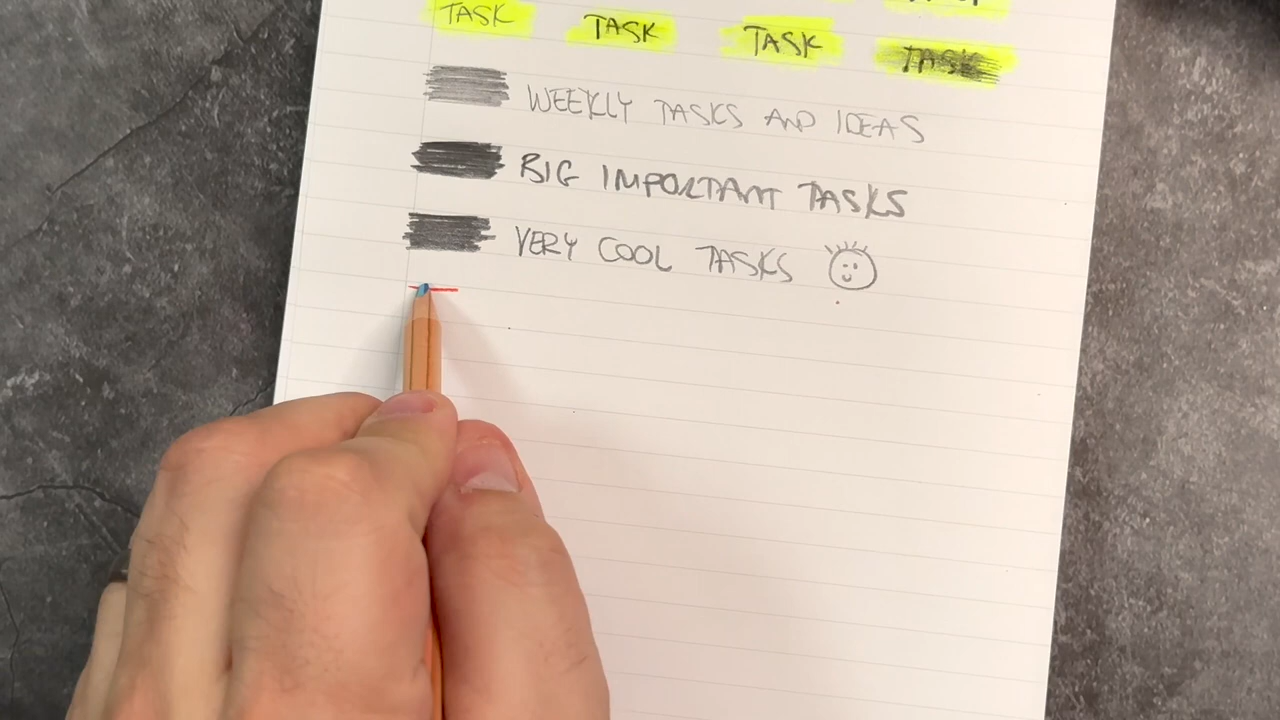 TASK TASK TASK TASK
WEEKLY TASKS AND IDEAS
BIG IMPORTANT TASKS
VERY COOL TASKS